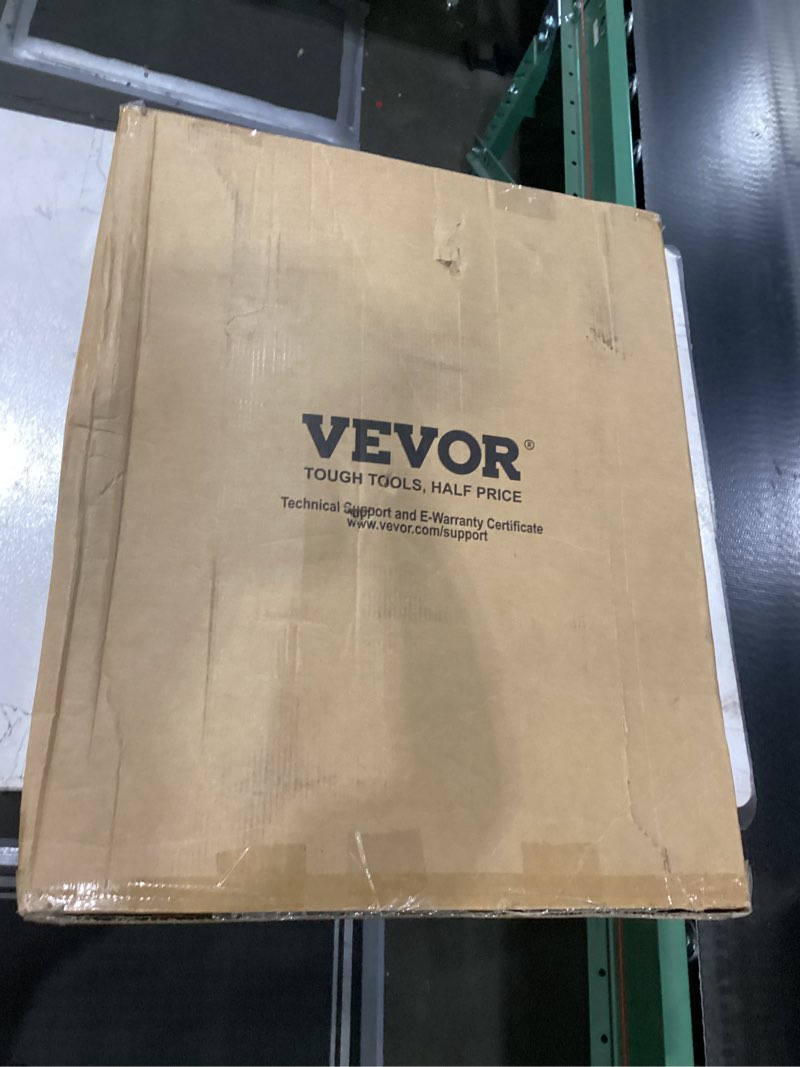 VEVOR®
TOUGH TOOLS, HALF PRICE
Technical Support and E-Warranty Certificate
www.vevor.com/support